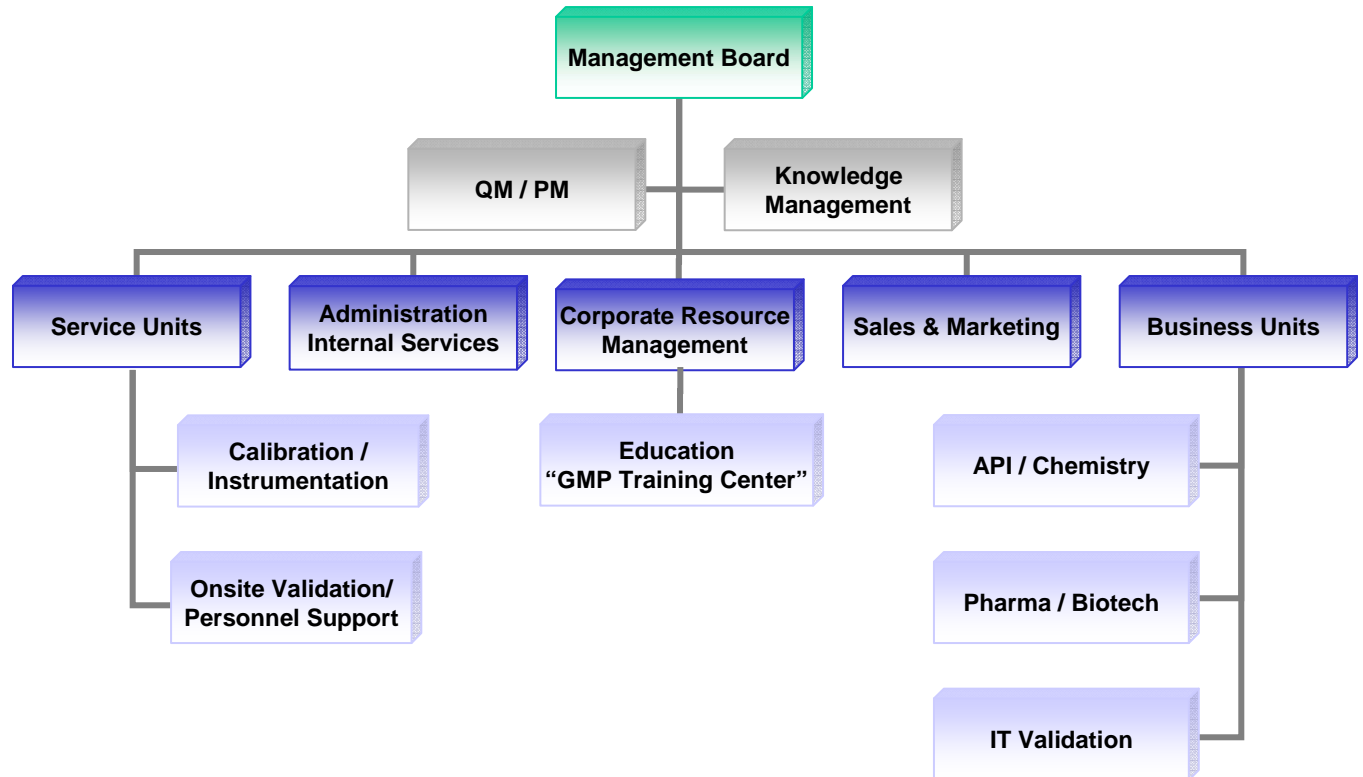 Management Board
QM / PM
Knowledge
Management
Service Units
Administration
Internal Services
Corporate Resource
Management
Sales & Marketing
Business Units
Calibration /
Instrumentation
Education
“GMP Training Center”
API / Chemistry
Onsite Validation/
Personnel Support
Pharma / Biotech
IT Validation